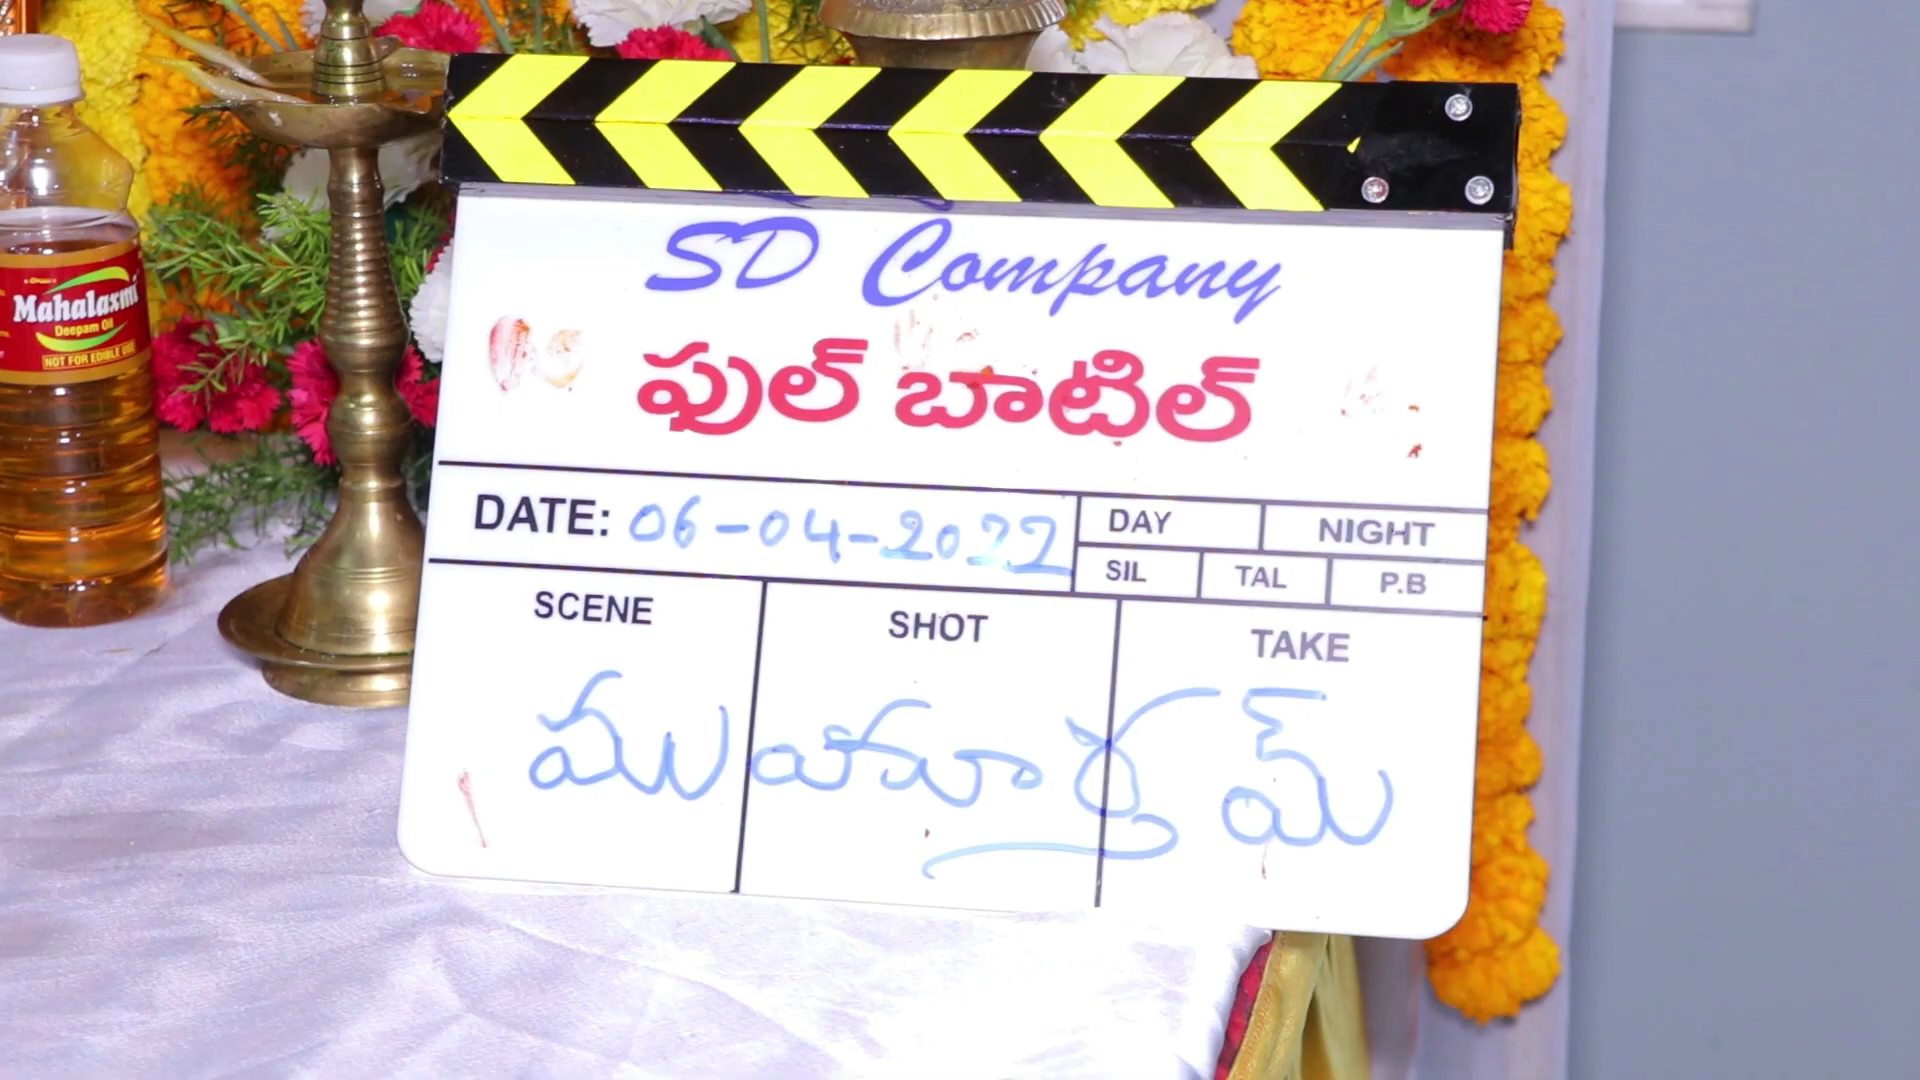 Mahalaxmi
Deepam Oil
NOT FOR EDIBLE USE
SD Company
ఫుల్ బాటిల్
DATE: 06-04-2022
DAY NIGHT
SIL TAL P.B
SCENE SHOT TAKE
ముహూర్తమ్